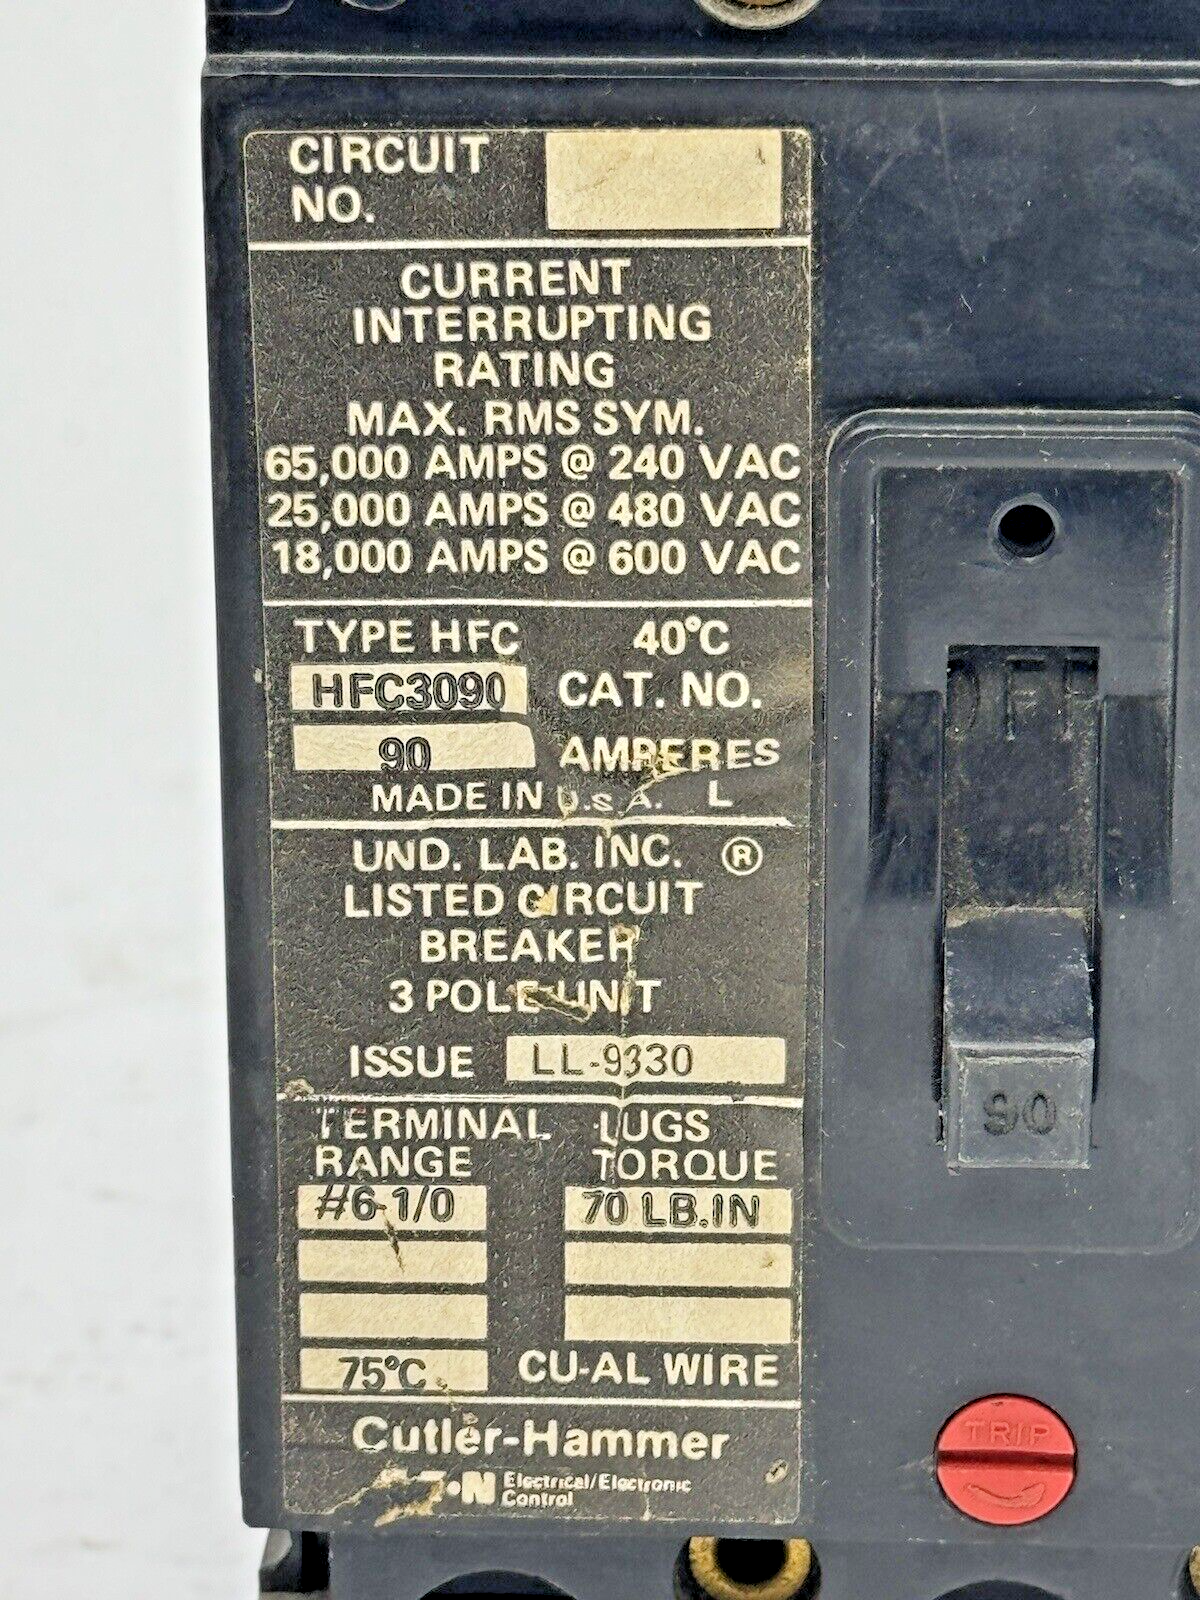 CIRCUIT
NO.
CURRENT
INTERRUPTING
RATING
MAX. RMS SYM.
65,000 AMPS @ 240 VAC
25,000 AMPS @ 480 VAC
18,000 AMPS @ 600 VAC
TYPE HFC 40°C
HFC3090 CAT. NO.
90 AMPERES
MADE IN U.S.A. L
UND. LAB. INC. ®
LISTED CIRCUIT
BREAKER
3 POLE UNIT
ISSUE LL-9330
TERMINAL LUGS
RANGE TORQUE
#6-1/0 70 LB.IN
75°C CU-AL WIRE
Cutler-Hammer
Electrical/Electronic
Control
OFF
90
TRIP